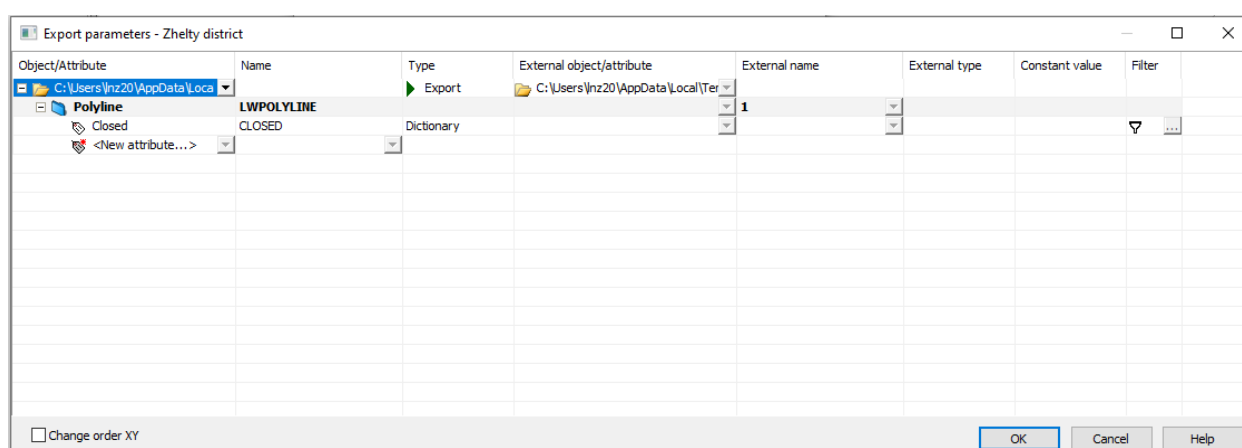 Export parameters - Zhelty district
Object/Attribute Name Type External object/attribute External name External type Constant value Filter
C:\Users\lnz20\AppData\Loca Export C:\Users\lnz20\AppData\Local\Ter
Polyline LWPOLYLINE 1
Closed CLOSED Dictionary ...
<New attribute...>
Change order XY OK Cancel Help